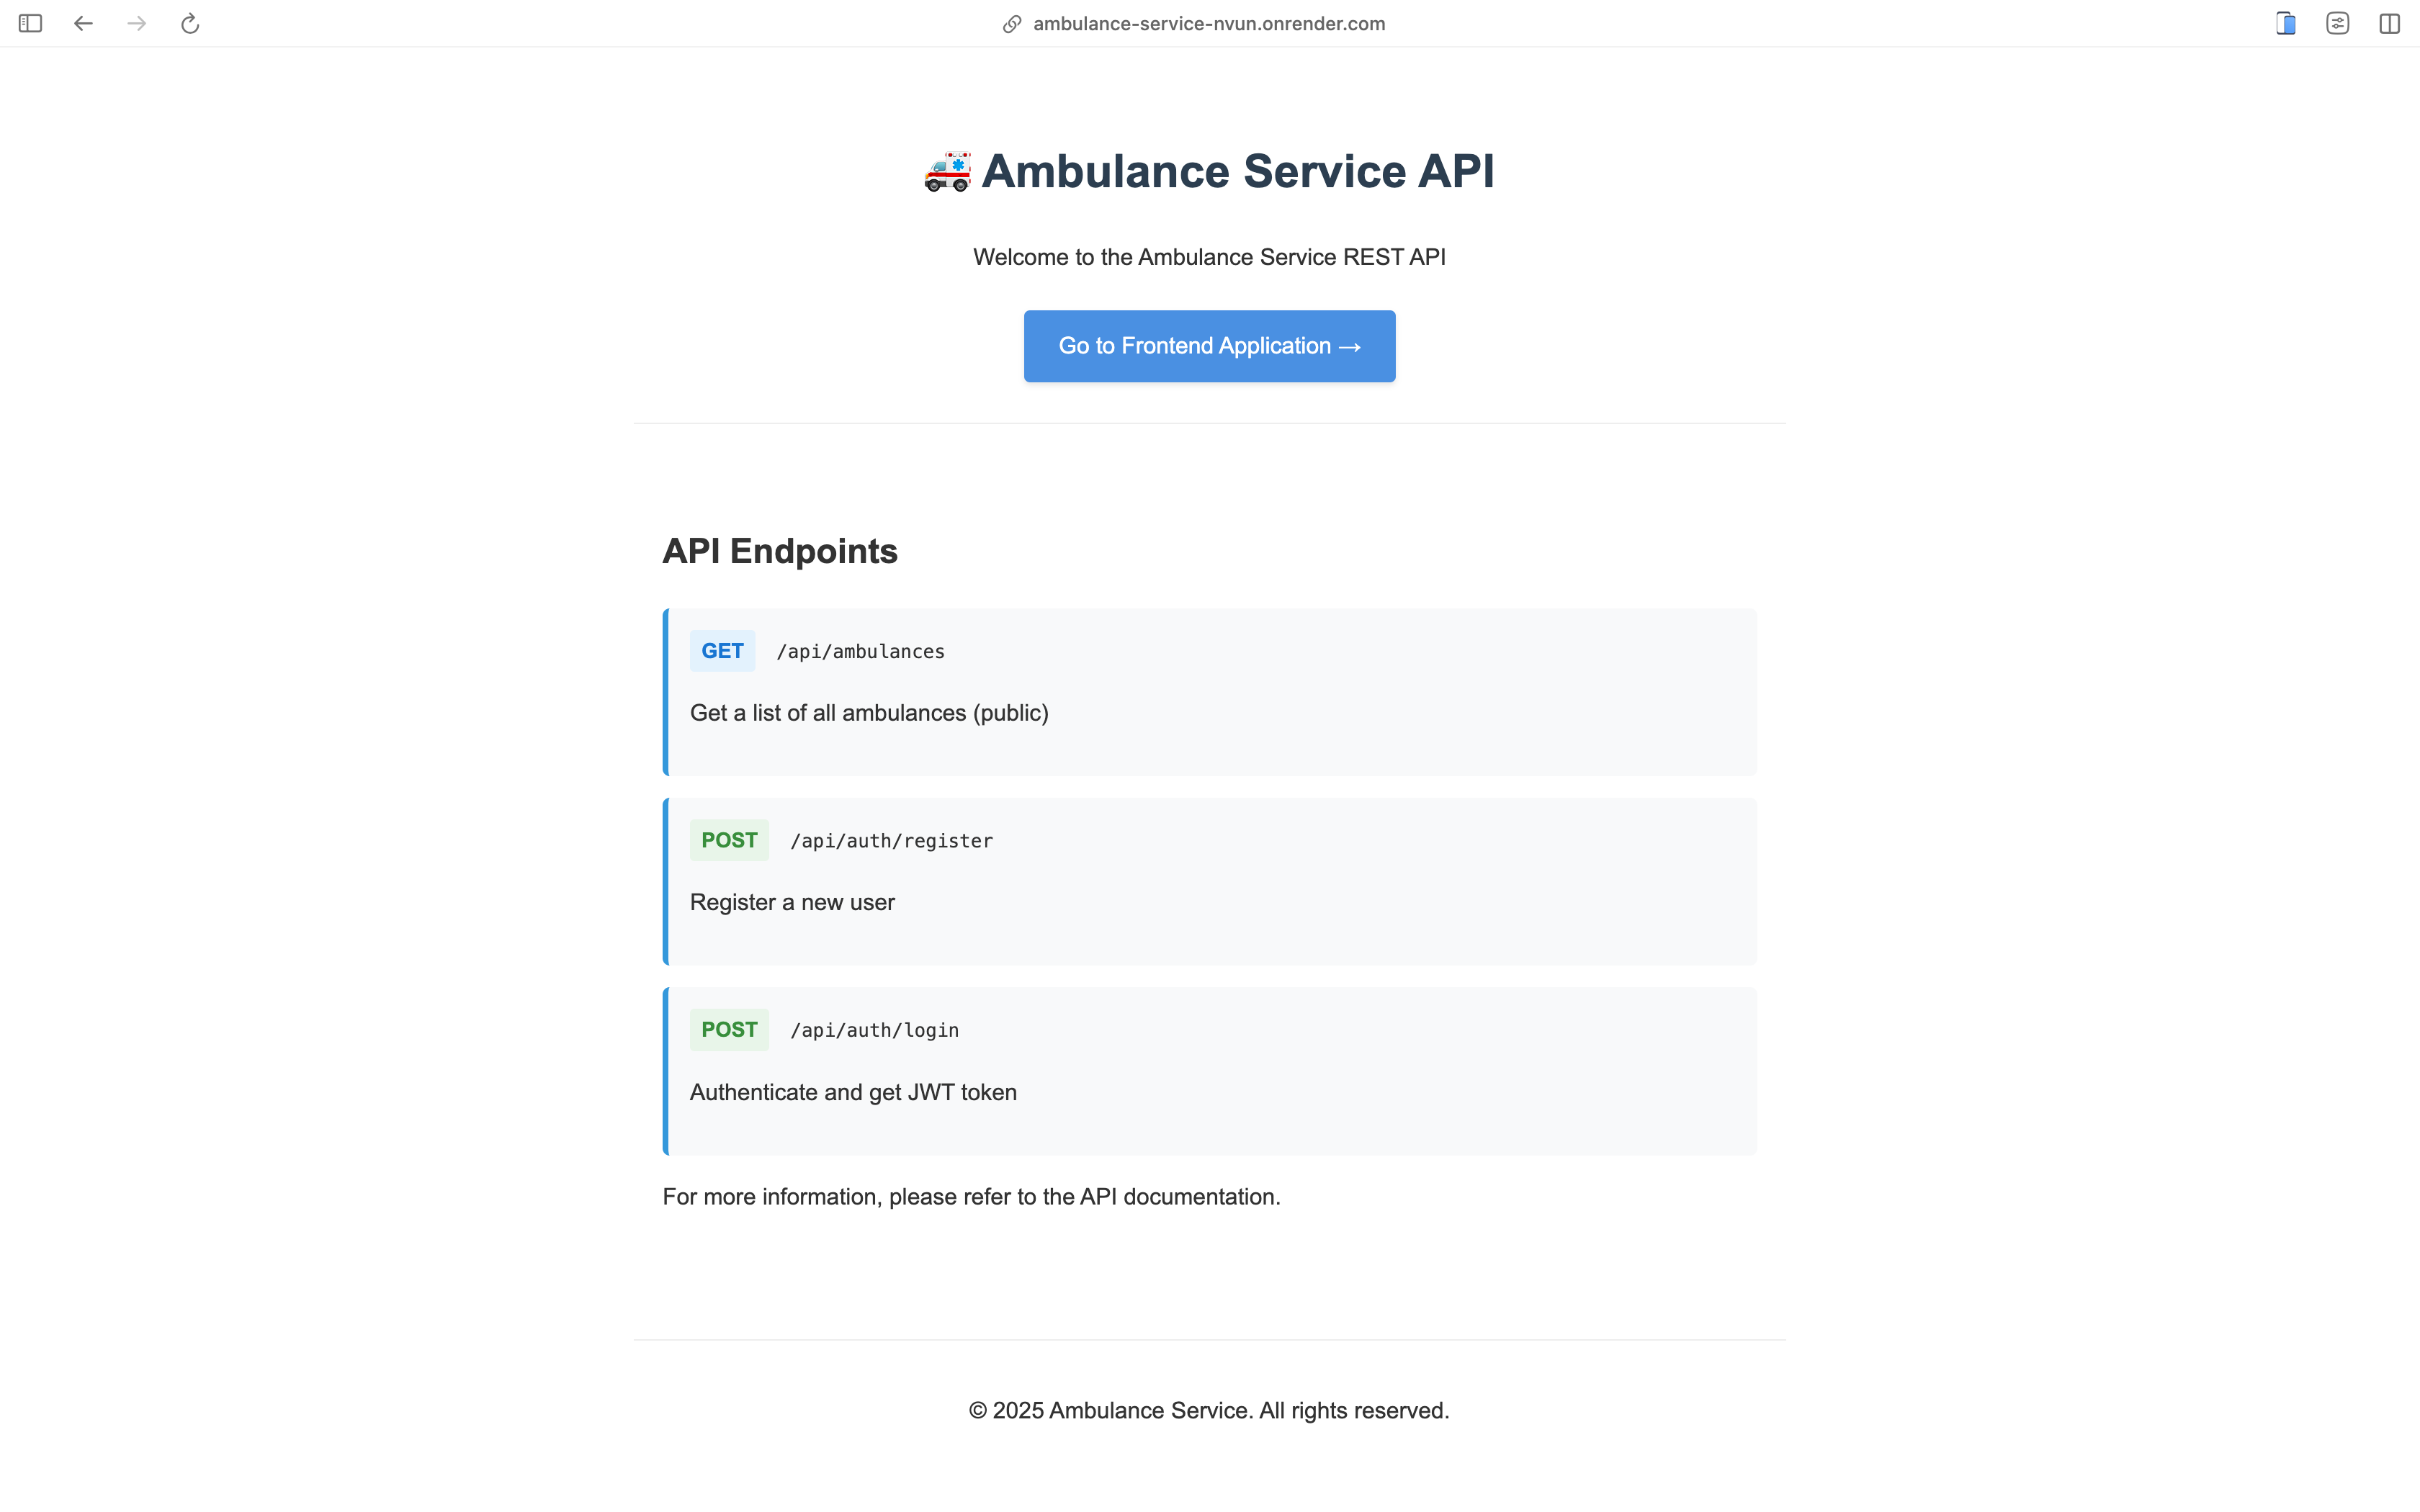 ambulance-service-nvun.onrender.com
Ambulance Service API
Welcome to the Ambulance Service REST API
Go to Frontend Application →
API Endpoints
GET /api/ambulances
Get a list of all ambulances (public)
POST /api/auth/register
Register a new user
POST /api/auth/login
Authenticate and get JWT token
For more information, please refer to the API documentation.
© 2025 Ambulance Service. All rights reserved.